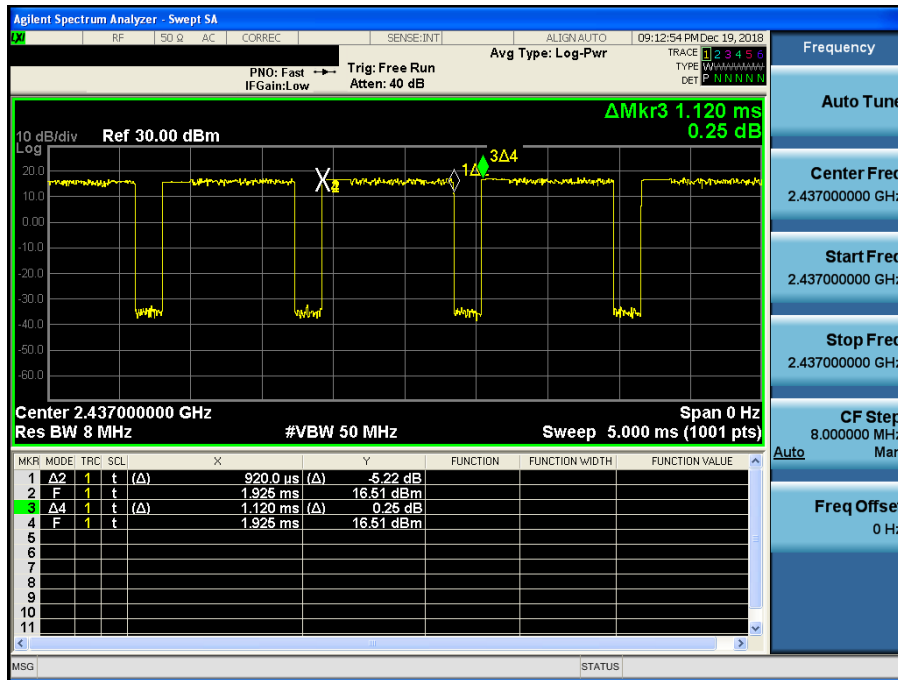 Agilent Spectrum Analyzer - Swept SA
LXI RF 50 Ω AC CORREC SENSE:INT ALIGN AUTO 09:12:54 PM Dec 19, 2018
Frequency
Avg Type: Log-Pwr
TRACE 1 2 3 4 5 6
TYPE WWWWWW
DET P N N N N N
PNO: Fast
IFGain:Low
Trig: Free Run
Atten: 40 dB
ΔMkr3 1.120 ms
0.25 dB
10 dB/div Ref 30.00 dBm
Log
20.0
10.0
0.00
-10.0
-20.0
-30.0
-40.0
-50.0
-60.0
2
1Δ
3Δ4
Center 2.437000000 GHz Span 0 Hz
Res BW 8 MHz #VBW 50 MHz Sweep 5.000 ms (1001 pts)
MKR MODE TRC SCL X Y FUNCTION FUNCTION WIDTH FUNCTION VALUE
1 Δ2 1 t (Δ) 920.0 µs (Δ) -5.22 dB
2 F 1 t 1.925 ms 16.51 dBm
3 Δ4 1 t (Δ) 1.120 ms (Δ) 0.25 dB
4 F 1 t 1.925 ms 16.51 dBm
5
6
7
8
9
10
11
MSG STATUS
Auto Tune
Center Freq
2.437000000 GHz
Start Freq
2.437000000 GHz
Stop Freq
2.437000000 GHz
CF Step
8.000000 MHz
Auto Man
Freq Offset
0 Hz